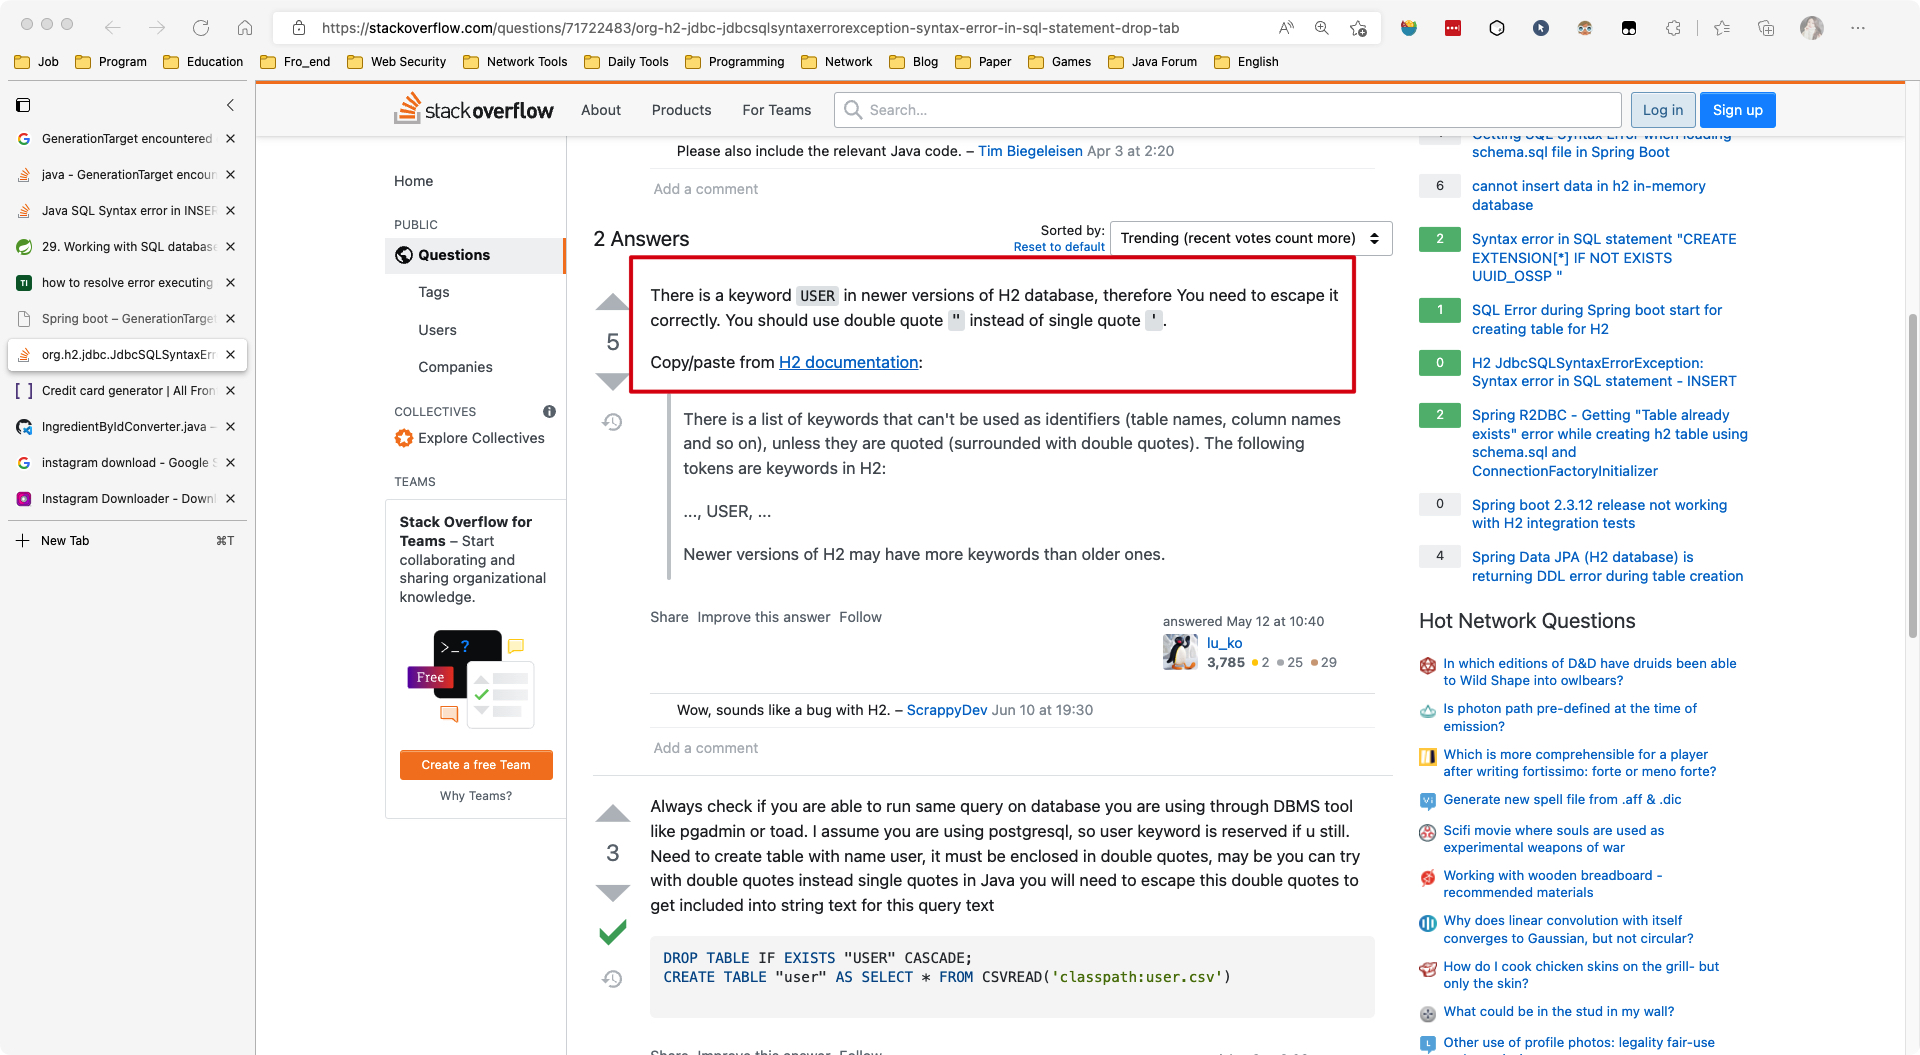 https://stackoverflow.com/questions/71722483/org-h2-jdbc-jdbcsqlsyntaxerrorexception-syntax-error-in-sql-statement-drop-tab
Job Program Education Fro_end Web Security Network Tools Daily Tools Programming Network Blog Paper Games Java Forum English
GenerationTarget encountered
java - GenerationTarget encoun
Java SQL Syntax error in INSER
29. Working with SQL database
how to resolve error executing
Spring boot – GenerationTarget
org.h2.jdbc.JdbcSQLSyntaxErr
Credit card generator | All Fron
IngredientByIdConverter.java –
instagram download - Google S
Instagram Downloader - Downl
New Tab ⌘T
stackoverflow About Products For Teams Search... Log in Sign up
Home
PUBLIC
Questions
Tags
Users
Companies
COLLECTIVES
Explore Collectives
TEAMS
Stack Overflow for
Teams – Start
collaborating and
sharing organizational
knowledge.
>_?
Free
Create a free Team
Why Teams?
Please also include the relevant Java code. – Tim Biegeleisen Apr 3 at 2:20
Add a comment
2 Answers
Sorted by:
Reset to default
Trending (recent votes count more)
5
There is a keyword USER in newer versions of H2 database, therefore You need to escape it
correctly. You should use double quote " instead of single quote '.
Copy/paste from H2 documentation:
There is a list of keywords that can't be used as identifiers (table names, column names
and so on), unless they are quoted (surrounded with double quotes). The following
tokens are keywords in H2:
..., USER, ...
Newer versions of H2 may have more keywords than older ones.
Share Improve this answer Follow
answered May 12 at 10:40
lu_ko
3,785 2 25 29
Wow, sounds like a bug with H2. – ScrappyDev Jun 10 at 19:30
Add a comment
3
Always check if you are able to run same query on database you are using through DBMS tool
like pgadmin or toad. I assume you are using postgresql, so user keyword is reserved if u still.
Need to create table with name user, it must be enclosed in double quotes, may be you can try
with double quotes instead single quotes in Java you will need to escape this double quotes to
get included into string text for this query text
DROP TABLE IF EXISTS "USER" CASCADE;
CREATE TABLE "user" AS SELECT * FROM CSVREAD('classpath:user.csv')
Share Improve this answer Follow
Getting SQL Syntax Error when loading
schema.sql file in Spring Boot
6 cannot insert data in h2 in-memory
database
2 Syntax error in SQL statement "CREATE
EXTENSION[*] IF NOT EXISTS
UUID_OSSP "
1 SQL Error during Spring boot start for
creating table for H2
0 H2 JdbcSQLSyntaxErrorException:
Syntax error in SQL statement - INSERT
2 Spring R2DBC - Getting "Table already
exists" error while creating h2 table using
schema.sql and
ConnectionFactoryInitializer
0 Spring boot 2.3.12 release not working
with H2 integration tests
4 Spring Data JPA (H2 database) is
returning DDL error during table creation
Hot Network Questions
In which editions of D&D have druids been able
to Wild Shape into owlbears?
Is photon path pre-defined at the time of
emission?
Which is more comprehensible for a player
after writing fortissimo: forte or meno forte?
Generate new spell file from .aff & .dic
Scifi movie where souls are used as
experimental weapons of war
Working with wooden breadboard -
recommended materials
Why does linear convolution with itself
converges to Gaussian, but not circular?
How do I cook chicken skins on the grill- but
only the skin?
What could be in the stud in my wall?
Other use of profile photos: legality fair-use